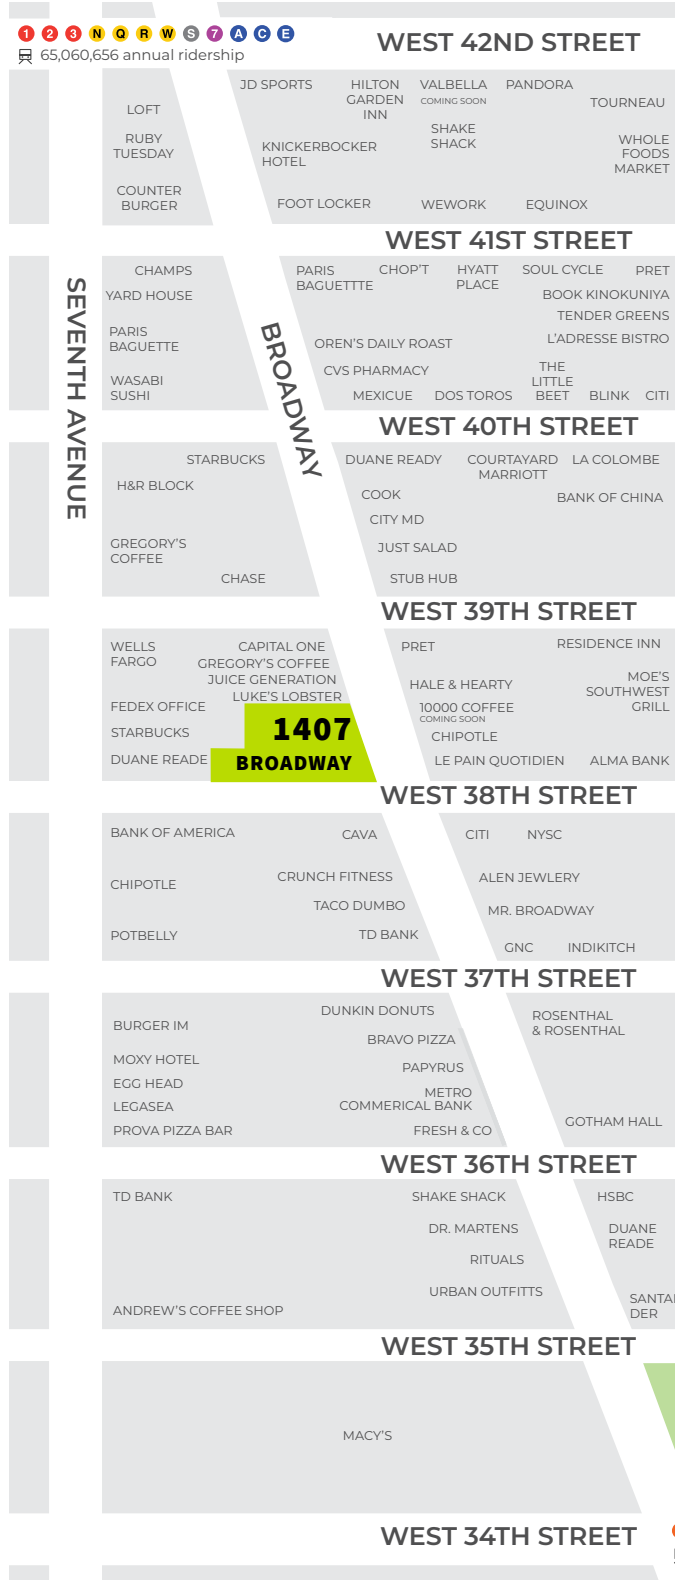 1 2 3 N Q R W S 7 A C E
65,060,656 annual ridership
WEST 42ND STREET
JD SPORTS
HILTON
GARDEN
INN
VALBELLA
COMING SOON
PANDORA
TOURNEAU
LOFT
RUBY
TUESDAY
KNICKERBOCKER
HOTEL
SHAKE
SHACK
WHOLE
FOODS
MARKET
COUNTER
BURGER
FOOT LOCKER
WEWORK
EQUINOX
WEST 41ST STREET
SEVENTH AVENUE
BROADWAY
CHAMPS
PARIS
BAGUETTTE
CHOP'T
HYATT
PLACE
SOUL CYCLE
PRET
YARD HOUSE
BOOK KINOKUNIYA
TENDER GREENS
PARIS
BAGUETTE
OREN'S DAILY ROAST
L'ADRESSE BISTRO
CVS PHARMACY
WASABI
SUSHI
THE
LITTLE
BEET
MEXICUE
DOS TOROS
BLINK
CITI
WEST 40TH STREET
STARBUCKS
DUANE READY
COURTAYARD
MARRIOTT
LA COLOMBE
H&R BLOCK
COOK
BANK OF CHINA
CITY MD
GREGORY'S
COFFEE
JUST SALAD
CHASE
STUB HUB
WEST 39TH STREET
WELLS
FARGO
CAPITAL ONE
GREGORY'S COFFEE
JUICE GENERATION
LUKE'S LOBSTER
PRET
RESIDENCE INN
HALE & HEARTY
MOE'S
SOUTHWEST
GRILL
FEDEX OFFICE
10000 COFFEE
COMING SOON
STARBUCKS
1407
BROADWAY
CHIPOTLE
DUANE READE
LE PAIN QUOTIDIEN
ALMA BANK
WEST 38TH STREET
BANK OF AMERICA
CAVA
CITI
NYSC
CHIPOTLE
CRUNCH FITNESS
ALEN JEWLERY
TACO DUMBO
MR. BROADWAY
POTBELLY
TD BANK
GNC
INDIKITCH
WEST 37TH STREET
DUNKIN DONUTS
ROSENTHAL
& ROSENTHAL
BURGER IM
BRAVO PIZZA
MOXY HOTEL
PAPYRUS
EGG HEAD
METRO
COMMERICAL BANK
LEGASEA
PROVA PIZZA BAR
FRESH & CO
GOTHAM HALL
WEST 36TH STREET
TD BANK
SHAKE SHACK
HSBC
DR. MARTENS
DUANE
READE
RITUALS
URBAN OUTFITTS
SANTAN
DER
ANDREW'S COFFEE SHOP
WEST 35TH STREET
MACY'S
WEST 34TH STREET